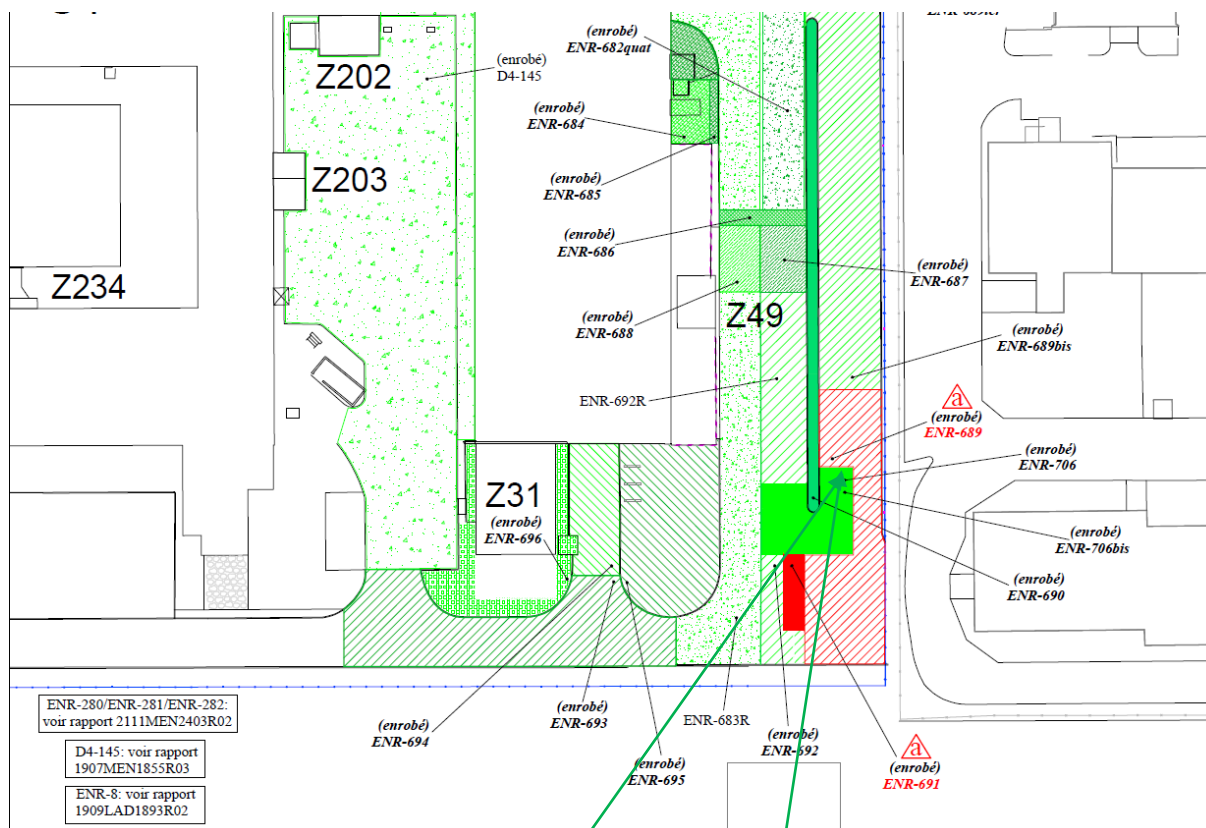 (enrobé)
ENR-682quat
(enrobé)
D4-145
Z202
(enrobé)
ENR-684
Z203
(enrobé)
ENR-685
(enrobé)
ENR-686
(enrobé)
ENR-687
Z234
(enrobé)
ENR-688
Z49
(enrobé)
ENR-689bis
ENR-692R
a
(enrobé)
ENR-689
(enrobé)
ENR-706
Z31
(enrobé)
ENR-696
(enrobé)
ENR-706bis
(enrobé)
ENR-690
ENR-280/ENR-281/ENR-282:
voir rapport 2111MEN2403R02
(enrobé)
ENR-694
(enrobé)
ENR-693
ENR-683R
(enrobé)
ENR-692
a
(enrobé)
ENR-691
(enrobé)
ENR-695
D4-145: voir rapport
1907MEN1855R03
ENR-8: voir rapport
1909LAD1893R02